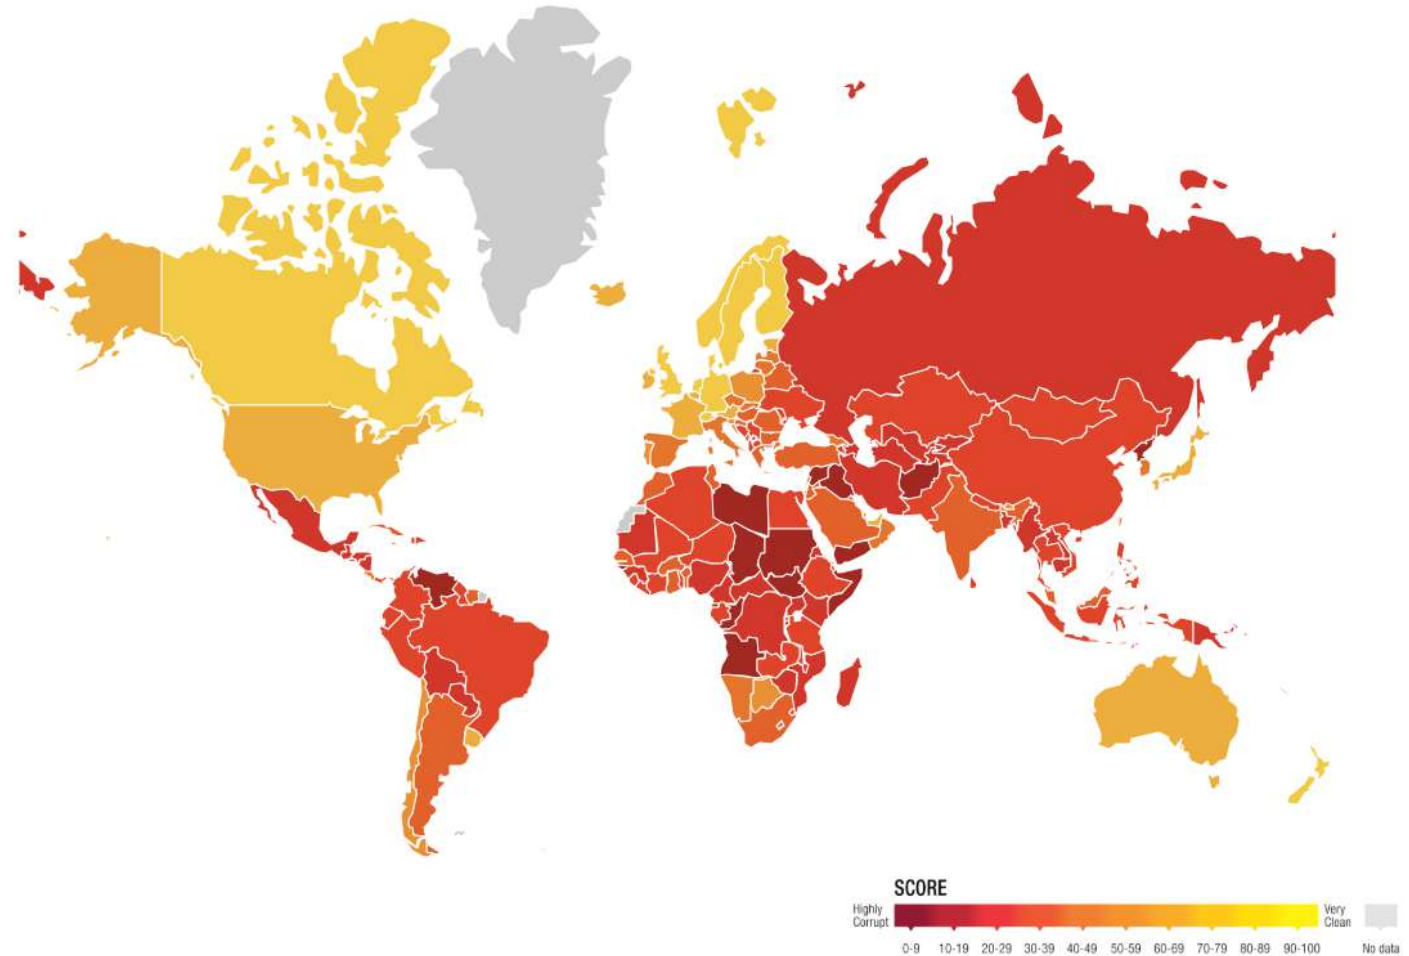 SCORE
Highly Corrupt
Very Clean
0-9 10-19 20-29 30-39 40-49 50-59 60-69 70-79 80-89 90-100 No data